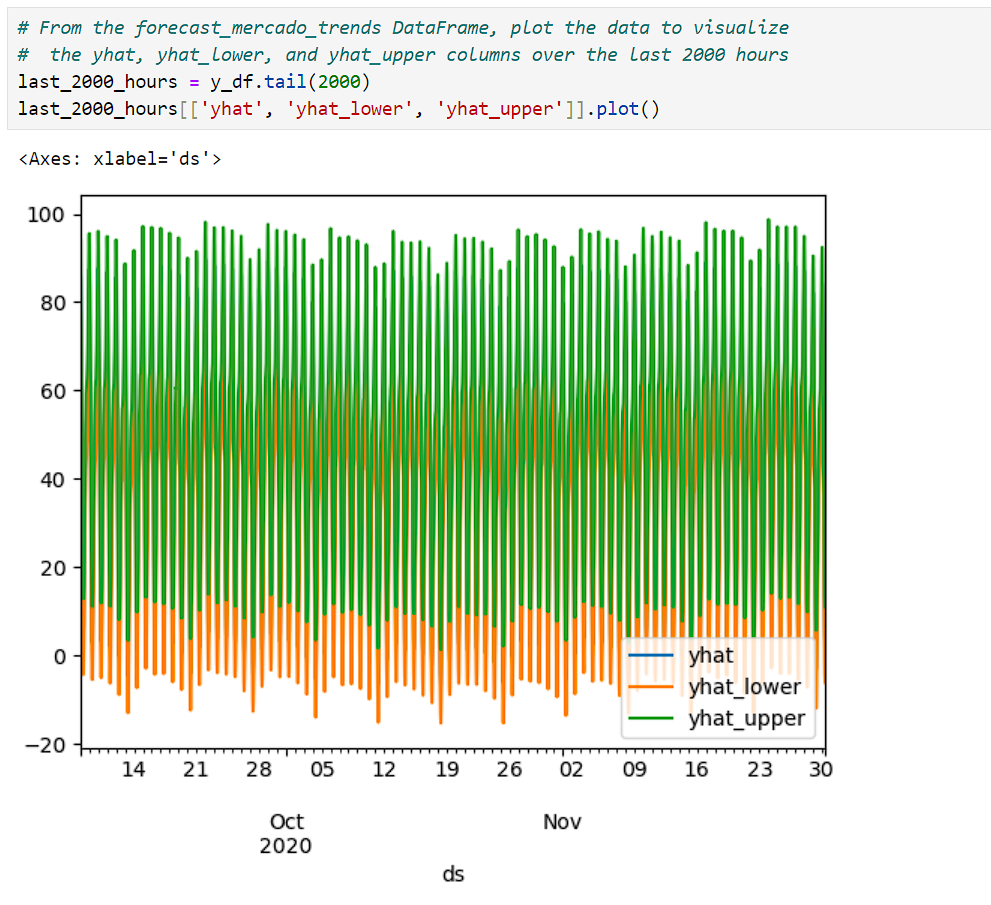 # From the forecast_mercado_trends DataFrame, plot the data to visualize
#  the yhat, yhat_lower, and yhat_upper columns over the last 2000 hours
last_2000_hours = y_df.tail(2000)
last_2000_hours[['yhat', 'yhat_lower', 'yhat_upper']].plot()
<Axes: xlabel='ds'>
100
80
60
40
20
0
−20
yhat
yhat_lower
yhat_upper
14 21 28 05 12 19 26 02 09 16 23 30
Oct Nov
2020
ds